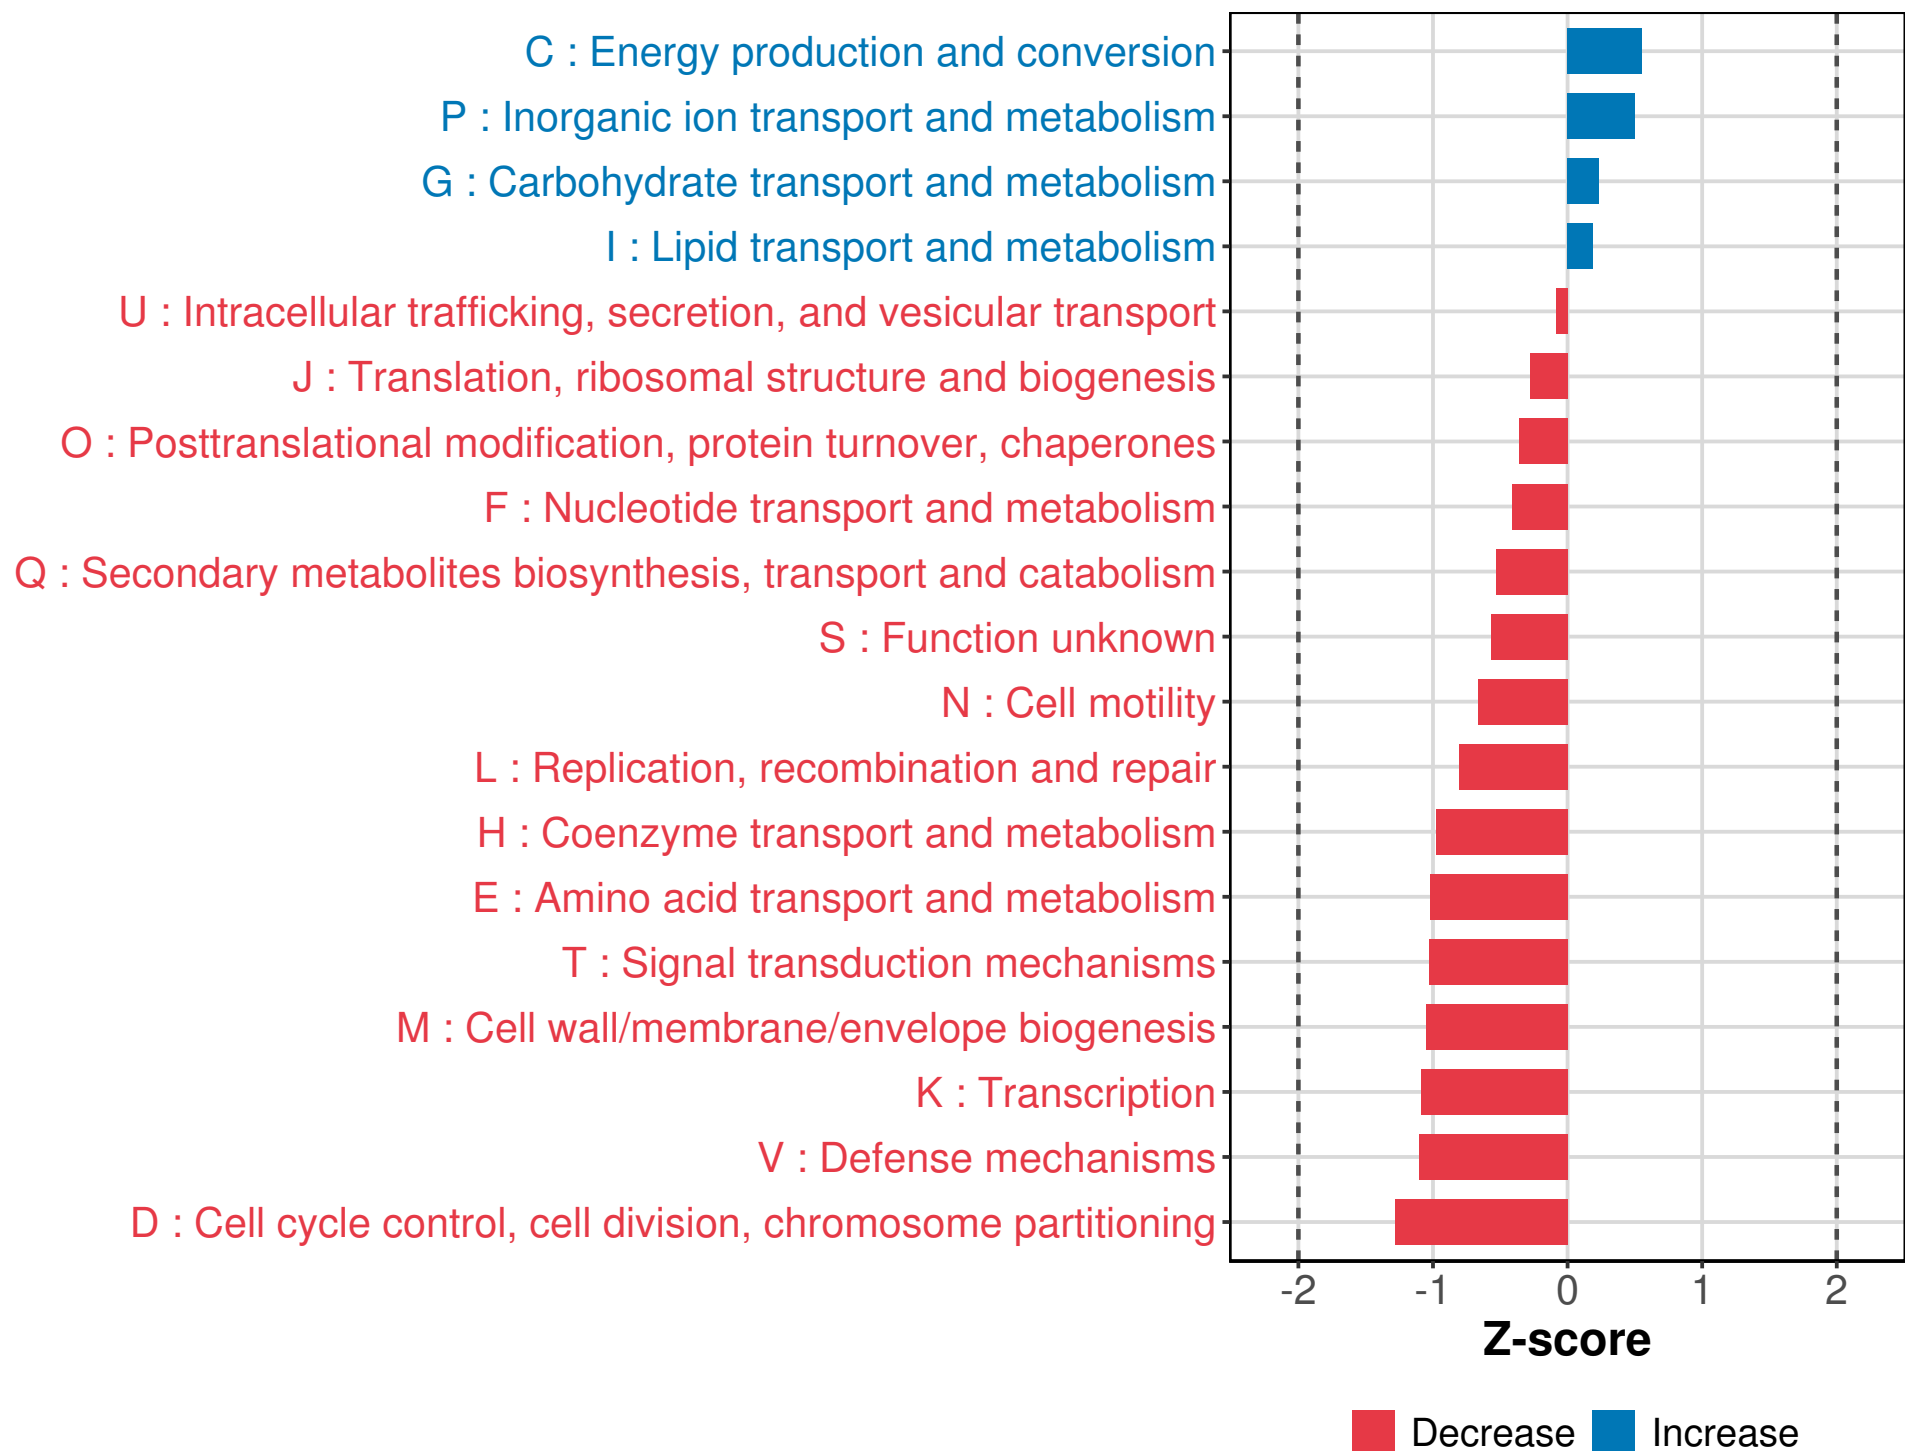 C : Energy production and conversion
P : Inorganic ion transport and metabolism
G : Carbohydrate transport and metabolism
I : Lipid transport and metabolism
U : Intracellular trafficking, secretion, and vesicular transport
J : Translation, ribosomal structure and biogenesis
O : Posttranslational modification, protein turnover, chaperones
F : Nucleotide transport and metabolism
Q : Secondary metabolites biosynthesis, transport and catabolism
S : Function unknown
N : Cell motility
L : Replication, recombination and repair
H : Coenzyme transport and metabolism
E : Amino acid transport and metabolism
T : Signal transduction mechanisms
M : Cell wall/membrane/envelope biogenesis
K : Transcription
V : Defense mechanisms
D : Cell cycle control, cell division, chromosome partitioning
-2 -1 0 1 2
Z-score
Decrease Increase